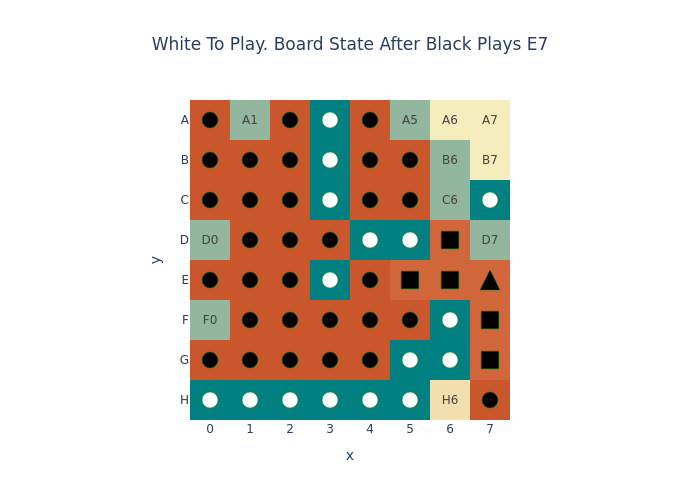 White To Play. Board State After Black Plays E7
A A1 A5 A6 A7
B B6 B7
C C6
D D0 D7
E
F F0
G
H H6
0 1 2 3 4 5 6 7
x
y